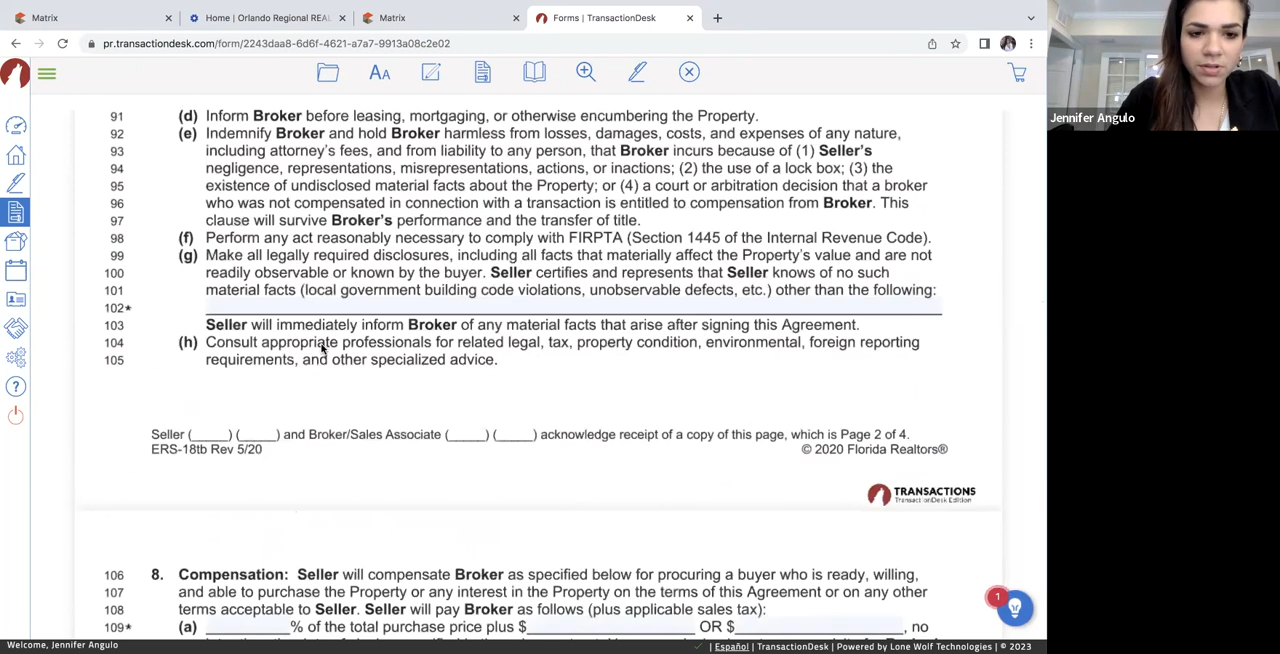 Matrix
Home | Orlando Regional REAL
Matrix
Forms | TransactionDesk
pr.transactiondesk.com/form/2243daa8-6d6f-4621-a7a7-9913a08c2e02
Jennifer Angulo
91 (d) Inform Broker before leasing, mortgaging, or otherwise encumbering the Property.
92 (e) Indemnify Broker and hold Broker harmless from losses, damages, costs, and expenses of any nature,
93 including attorney's fees, and from liability to any person, that Broker incurs because of (1) Seller's
94 negligence, representations, misrepresentations, actions, or inactions; (2) the use of a lock box; (3) the
95 existence of undisclosed material facts about the Property; or (4) a court or arbitration decision that a broker
96 who was not compensated in connection with a transaction is entitled to compensation from Broker. This
97 clause will survive Broker's performance and the transfer of title.
98 (f) Perform any act reasonably necessary to comply with FIRPTA (Section 1445 of the Internal Revenue Code).
99 (g) Make all legally required disclosures, including all facts that materially affect the Property's value and are not
100 readily observable or known by the buyer. Seller certifies and represents that Seller knows of no such
101 material facts (local government building code violations, unobservable defects, etc.) other than the following:
102*
103 Seller will immediately inform Broker of any material facts that arise after signing this Agreement.
104 (h) Consult appropriate professionals for related legal, tax, property condition, environmental, foreign reporting
105 requirements, and other specialized advice.
Seller (_____) (_____) and Broker/Sales Associate (_____) (_____) acknowledge receipt of a copy of this page, which is Page 2 of 4.
ERS-18tb Rev 5/20 © 2020 Florida Realtors®
TRANSACTIONS
TransactionDesk Edition
106 8. Compensation: Seller will compensate Broker as specified below for procuring a buyer who is ready, willing,
107 and able to purchase the Property or any interest in the Property on the terms of this Agreement or on any other
108 terms acceptable to Seller. Seller will pay Broker as follows (plus applicable sales tax):
109* (a) __________% of the total purchase price plus $____________________ OR $____________________, no
1
Welcome, Jennifer Angulo | Español | TransactionDesk | Powered by Lone Wolf Technologies | © 2023